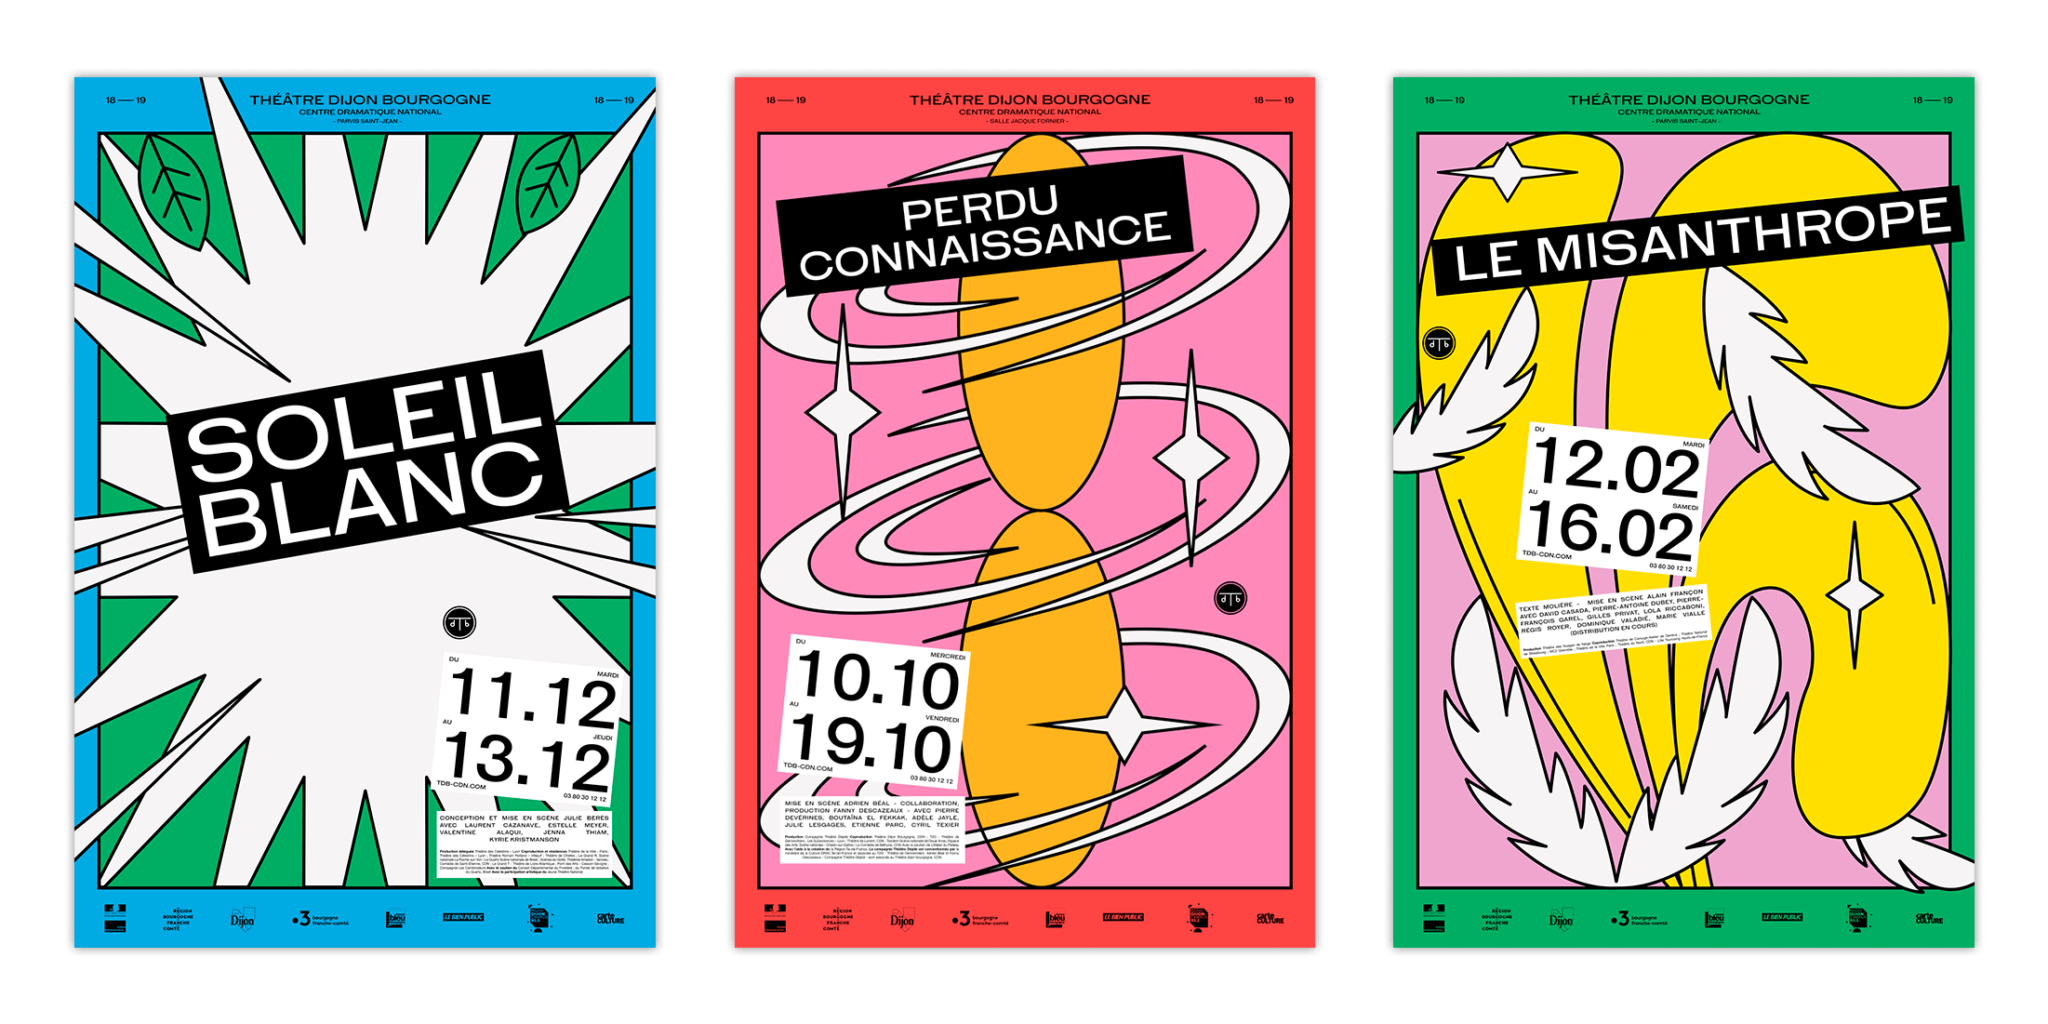 18 — 19
THÉÂTRE DIJON BOURGOGNE
18 — 19
CENTRE DRAMATIQUE NATIONAL
- PARVIS SAINT-JEAN -
SOLEIL
BLANC
dTb
DU
MARDI
11.12
AU
JEUDI
13.12
TDB-CDN.COM
03 80 30 12 12
CONCEPTION ET MISE EN SCÈNE JULIE BERÈS
AVEC LAURENT CAZANAVE, ESTELLE MEYER,
VALENTINE ALAQUI, JENNA THIAM,
KYRIE KRISTMANSON
RÉGION
BOURGOGNE
FRANCHE
COMTÉ
Dijon
3 bourgogne
franche-comté
bleu
LE BIEN PUBLIC
carte
CULTURE
18 — 19
THÉÂTRE DIJON BOURGOGNE
18 — 19
CENTRE DRAMATIQUE NATIONAL
- SALLE JACQUE FORNIER -
PERDU
CONNAISSANCE
dTb
DU
MERCREDI
10.10
AU
VENDREDI
19.10
TDB-CDN.COM
03 80 30 12 12
MISE EN SCÈNE ADRIEN BÉAL - COLLABORATION,
PRODUCTION FANNY DESCAZEAUX - AVEC PIERRE
DEVÉRINES, BOUTAÏNA EL FEKKAK, ADÈLE JAYLE,
JULIE LESGAGES, ETIENNE PARC, CYRIL TEXIER
RÉGION
BOURGOGNE
FRANCHE
COMTÉ
Dijon
3 bourgogne
franche-comté
bleu
LE BIEN PUBLIC
carte
CULTURE
18 — 19
THÉÂTRE DIJON BOURGOGNE
18 — 19
CENTRE DRAMATIQUE NATIONAL
- PARVIS SAINT-JEAN -
LE MISANTHROPE
dTb
DU
MARDI
12.02
AU
SAMEDI
16.02
TDB-CDN.COM
03 80 30 12 12
TEXTE MOLIÈRE - MISE EN SCÈNE ALAIN FRANÇON
AVEC DAVID CASADA, PIERRE-ANTOINE DUBEY, PIERRE-
FRANÇOIS GAREL, GILLES PRIVAT, LOLA RICCABONI,
RÉGIS ROYER, DOMINIQUE VALADIÉ, MARIE VIALLE
(DISTRIBUTION EN COURS)
RÉGION
BOURGOGNE
FRANCHE
COMTÉ
Dijon
3 bourgogne
franche-comté
bleu
LE BIEN PUBLIC
carte
CULTURE